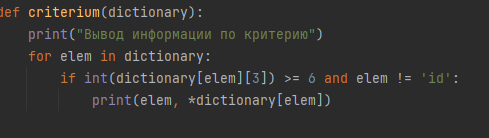 def criterium(dictionary):
    print("Вывод информации по критерию")
    for elem in dictionary:
        if int(dictionary[elem][3]) >= 6 and elem != 'id':
            print(elem, *dictionary[elem])